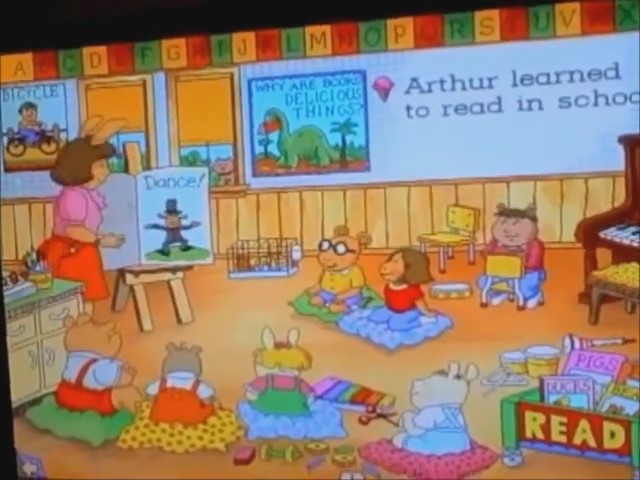 A B C D E F G H I J K L M N O P Q R S T U V W X
BICYCLE
WHY ARE BOOKS
DELICIOUS
THINGS?
Arthur learned
to read in schoo
Dance!
PIGS
DUCKS
READ